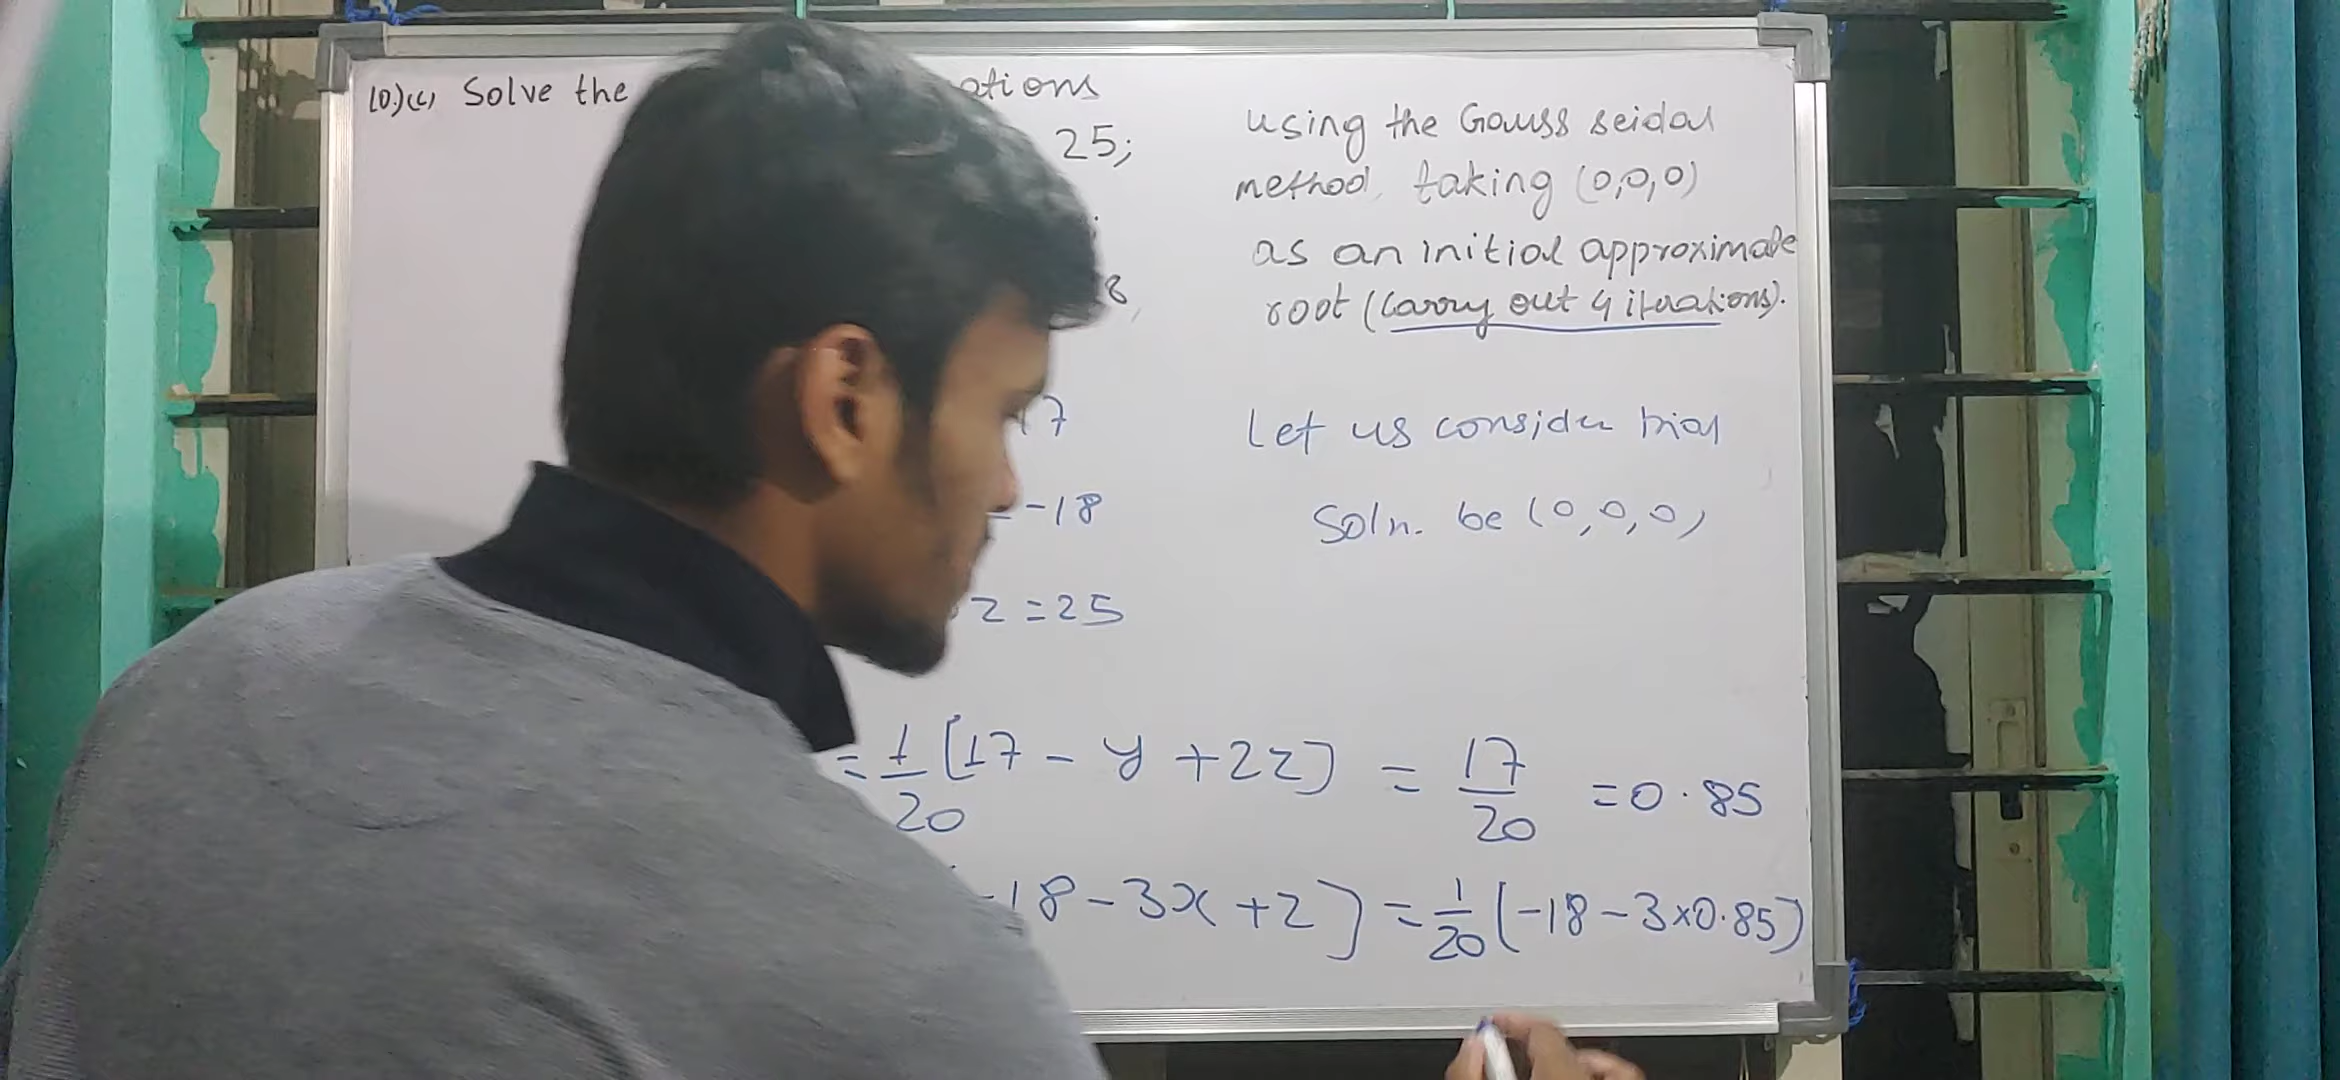 10.)(c) Solve the ations
25;
8,
17
= -18
z = 25
= 1/20 [17 - y + 2z] = 17/20 = 0.85
-18 - 3x + z] = 1/20 (-18 - 3x0.85)
using the Gauss seidal
method, taking (0,0,0)
as an initial approximate
root (Carry out 4 iterations).
Let us consider trial
Soln. be (0,0,0)